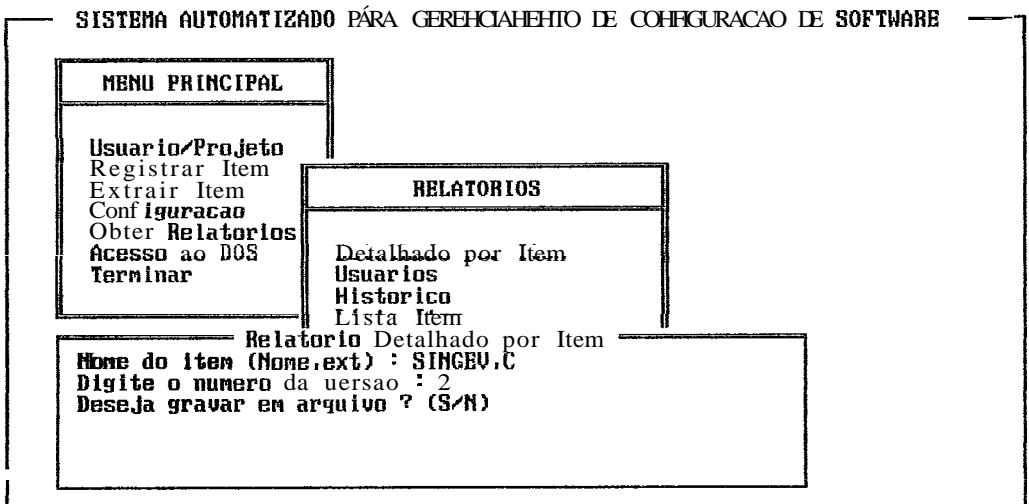 SISTEMA AUTOMATIZADO PÁRA GEREHCIAHEHTO DE COHHGURACAO DE SOFTWARE
MENU PRINCIPAL
Usuario/Projeto
Registrar Item
Extrair Item
Configuracao
Obter Relatorios
Acesso ao DOS
Terminar
RELATORIOS
Detalhado por Item
Usuarios
Historico
Lista Item
Relatorio Detalhado por Item
Nome do item (Nome.ext) : SINGEV.C
Digite o numero da uersao : 2
Deseja gravar em arquivo ? (S/N)